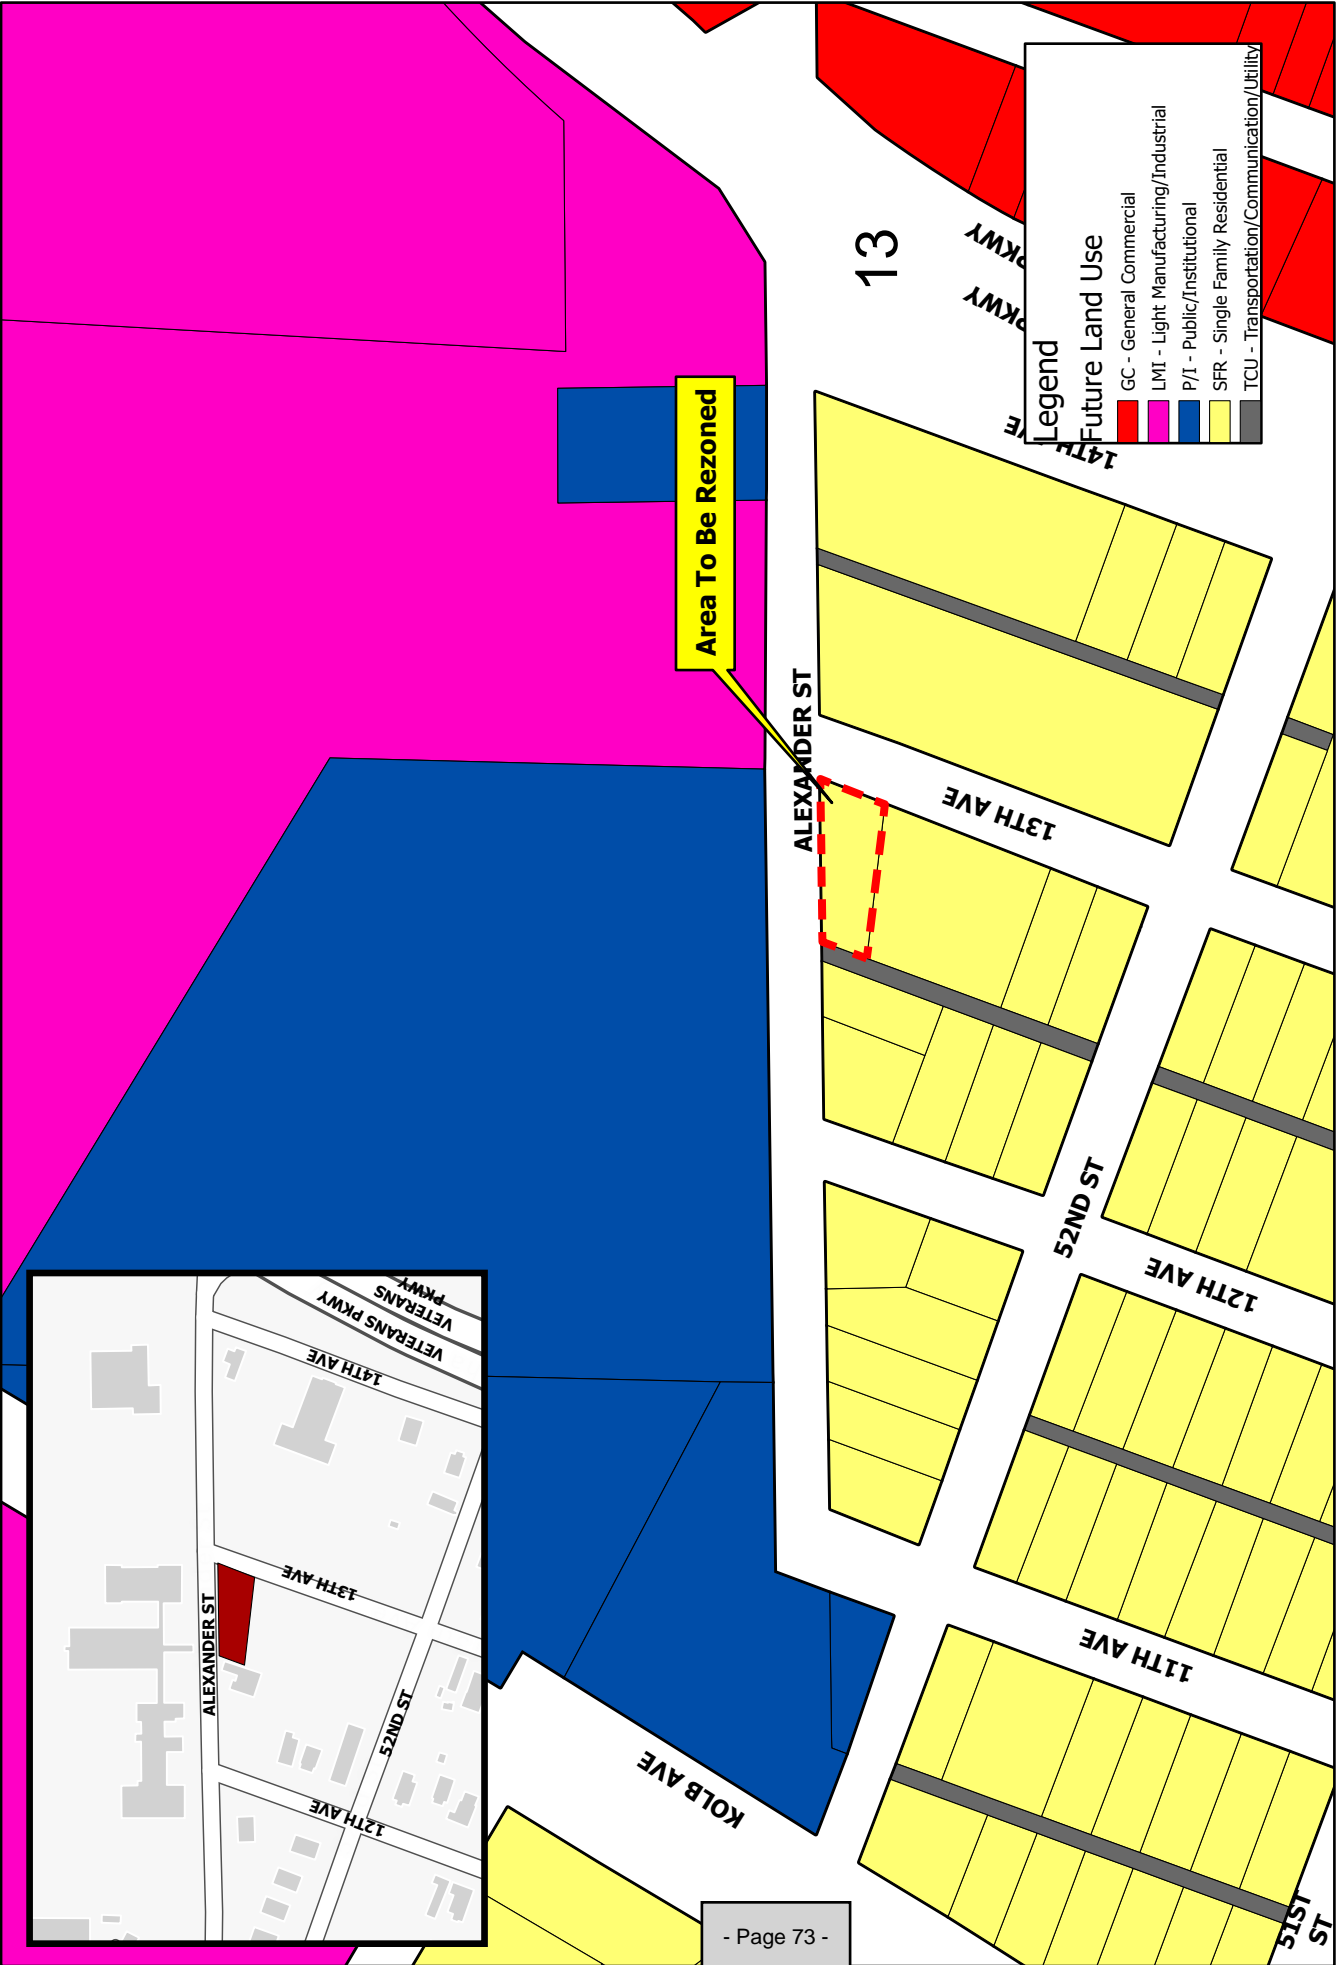 Legend
Future Land Use
GC - General Commercial
LMI - Light Manufacturing/Industrial
P/I - Public/Institutional
SFR - Single Family Residential
TCU - Transportation/Communication/Utility
13
PKWY
PKWY
14TH
Area To Be Rezoned
ALEXANDER ST
13TH AVE
52ND ST
12TH AVE
11TH AVE
KOLB AVE
51ST
ST
VETERANS
PKWY
VETERANS PKWY
14TH AVE
13TH AVE
ALEXANDER ST
52ND ST
12TH AVE
- Page 73 -